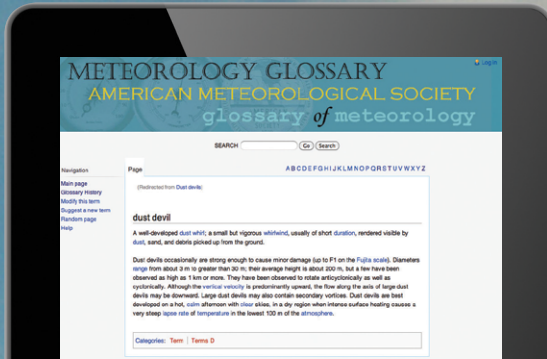 METEOROLOGY GLOSSARY
Log in
AMERICAN METEOROLOGICAL SOCIETY
glossary of meteorology
SEARCH Go Search
Navigation
Main page
Glossary History
Modify this term
Suggest a new term
Random page
Help
Page
A B C D E F G H I J K L M N O P Q R S T U V W X Y Z
(Redirected from Dust devils)
dust devil
A well-developed dust whirl; a small but vigorous whirlwind, usually of short duration, rendered visible by
dust, sand, and debris picked up from the ground.
Dust devils occasionally are strong enough to cause minor damage (up to F1 on the Fujita scale). Diameters
range from about 3 m to greater than 30 m; their average height is about 200 m, but a few have been
observed as high as 1 km or more. They have been observed to rotate anticyclonically as well as
cyclonically. Although the vertical velocity is predominantly upward, the flow along the axis of large dust
devils may be downward. Large dust devils may also contain secondary vortices. Dust devils are best
developed on a hot, calm afternoon with clear skies, in a dry region when intense surface heating causes a
very steep lapse rate of temperature in the lowest 100 m of the atmosphere.
Categories: Term | Terms D